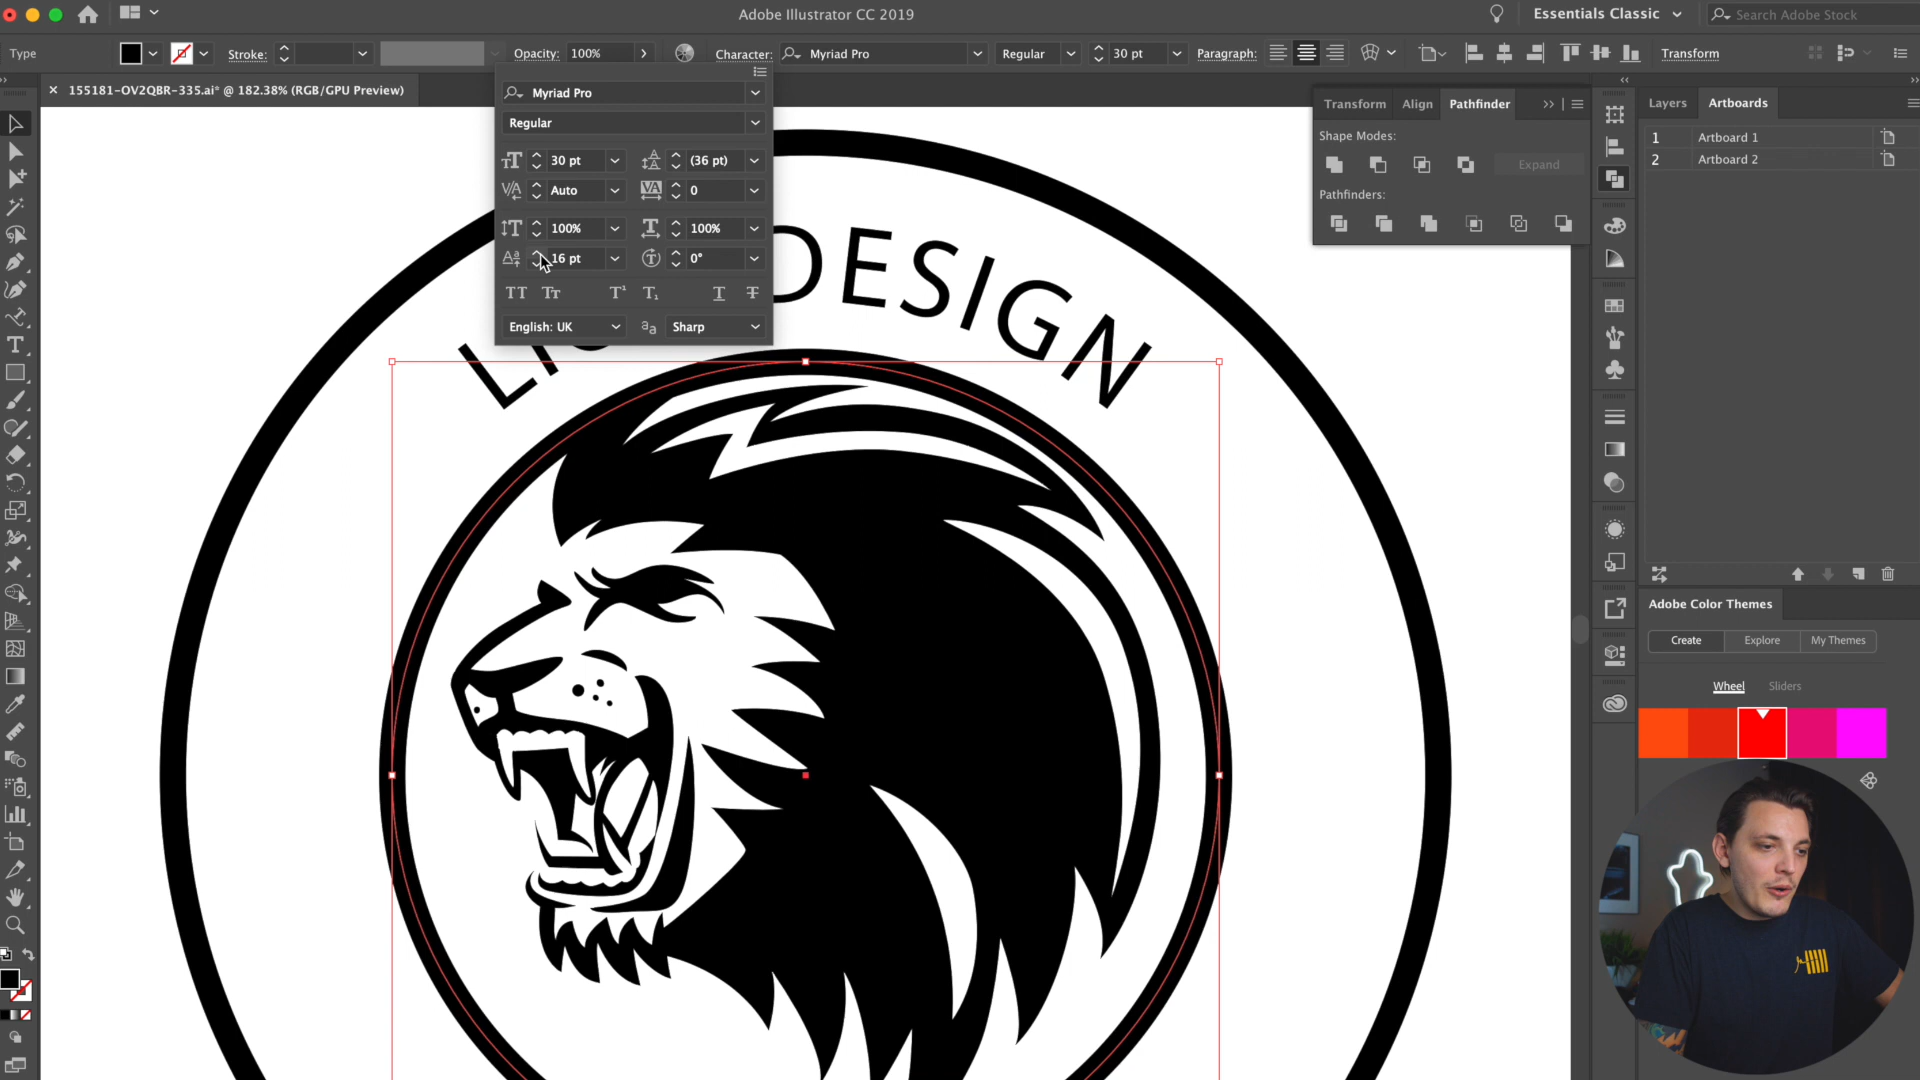 Adobe Illustrator CC 2019
Essentials Classic
Search Adobe Stock
Type
Stroke:
Opacity:
100%
Character:
Myriad Pro
Regular
30 pt
Paragraph:
Transform
155181-OV2QBR-335.ai* @ 182.38% (RGB/GPU Preview)
Myriad Pro
Regular
30 pt
(36 pt)
Auto
0
100%
100%
16 pt
0°
English: UK
Sharp
DESIGN
Transform
Align
Pathfinder
Shape Modes:
Expand
Pathfinders:
Layers
Artboards
1 Artboard 1
2 Artboard 2
Adobe Color Themes
Create
Explore
My Themes
Wheel
Sliders